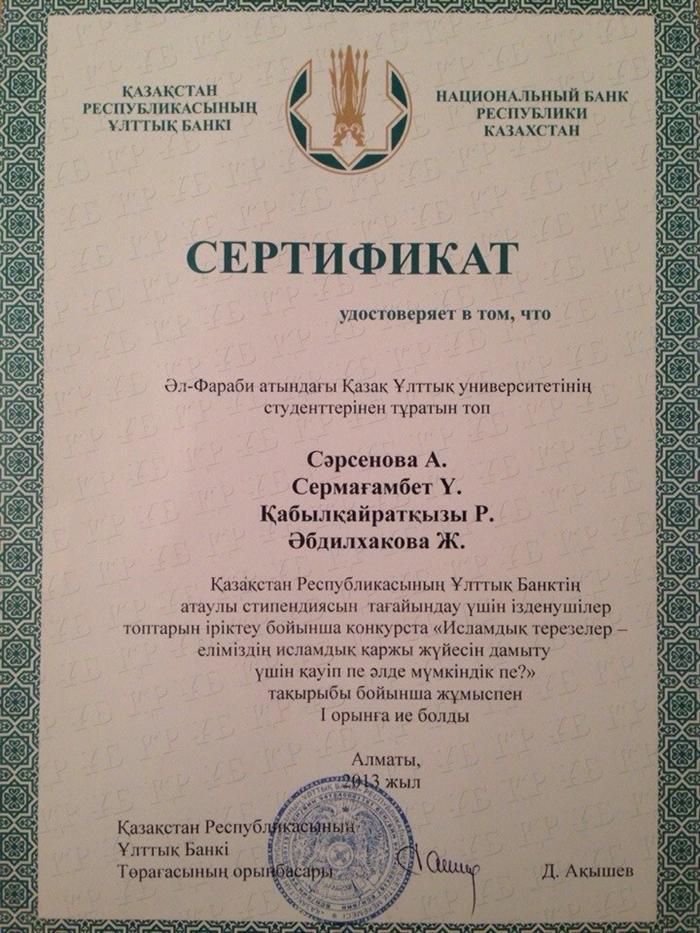 ҚАЗАҚСТАН
РЕСПУБЛИКАСЫНЫҢ
ҰЛТТЫҚ БАНКІ
НАЦИОНАЛЬНЫЙ БАНК
РЕСПУБЛИКИ
КАЗАХСТАН
СЕРТИФИКАТ
удостоверяет в том, что
Әл-Фараби атындағы Қазақ Ұлттық университетінің
студенттерінен тұратын топ
Сәрсенова А.
Сермағамбет Ү.
Қабылқайратқызы Р.
Әбдилхакова Ж.
Қазақстан Республикасының Ұлттық Банктің
атаулы стипендиясын тағайындау үшін ізденушілер
топтарын іріктеу бойынша конкурста «Исламдық терезелер –
еліміздің исламдық қаржы жүйесін дамыту
үшін қауіп пе әлде мүмкіндік пе?»
тақырыбы бойынша жұмыспен
І орынға ие болды
Алматы,
2013 жыл
Қазақстан Республикасының
Ұлттық Банкі
Төрағасының орынбасары
Д. Ақышев